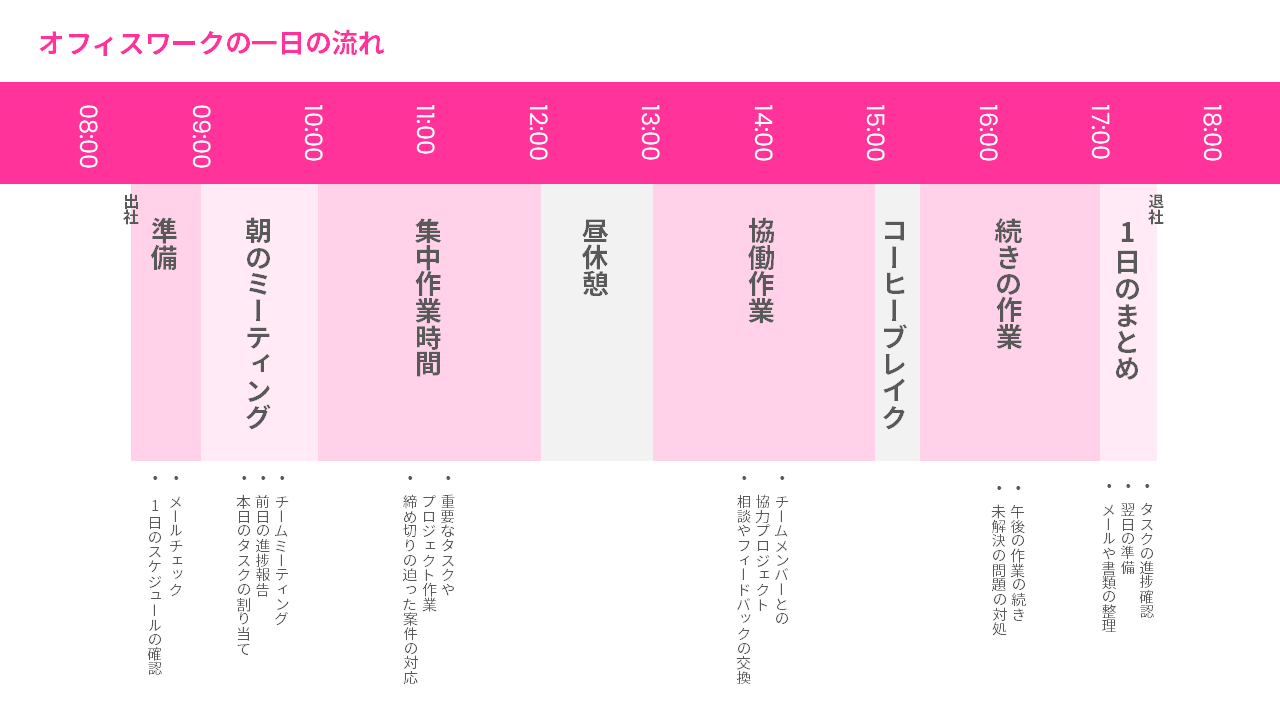 オフィスワークの一日の流れ
08:00
09:00
10:00
11:00
12:00
13:00
14:00
15:00
16:00
17:00
18:00
出社
準備
朝のミーティング
集中作業時間
昼休憩
協働作業
コーヒーブレイク
続きの作業
1日のまとめ
退社
・メールチェック
・1日のスケジュールの確認
・チームミーティング
・前日の進捗報告
・本日のタスクの割り当て
・重要なタスクや
プロジェクト作業
・締め切りの迫った案件の対応
・チームメンバーとの
協力プロジェクト
・相談やフィードバックの交換
・午後の作業の続き
・未解決の問題の対処
・タスクの進捗確認
・翌日の準備
・メールや書類の整理